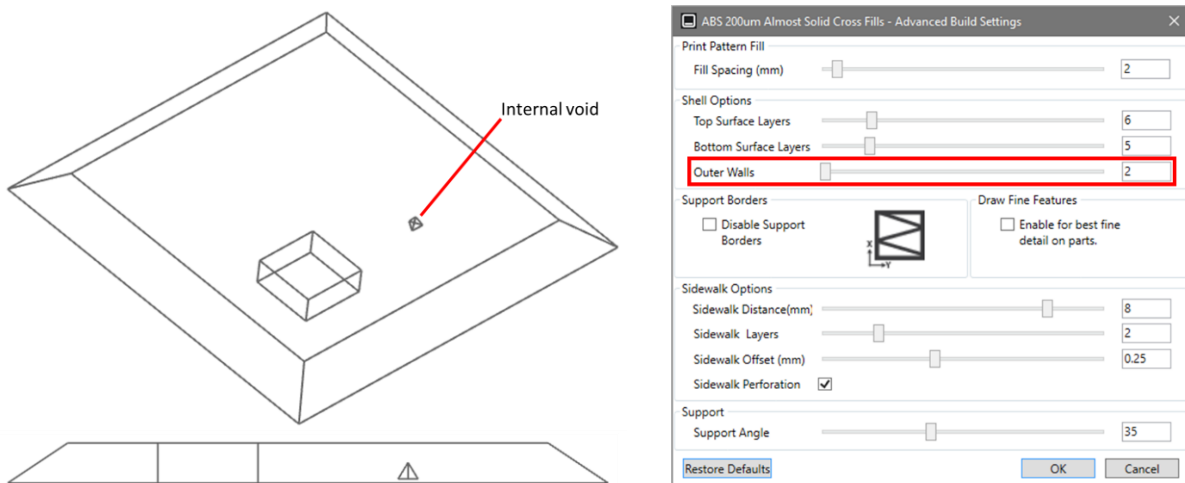 Internal void
ABS 200um Almost Solid Cross Fills - Advanced Build Settings
Print Pattern Fill
Fill Spacing (mm)
2
Shell Options
Top Surface Layers
6
Bottom Surface Layers
5
Outer Walls
2
Support Borders
Disable Support
Borders
X
Y
Draw Fine Features
Enable for best fine
detail on parts.
Sidewalk Options
Sidewalk Distance(mm)
8
Sidewalk Layers
2
Sidewalk Offset (mm)
0.25
Sidewalk Perforation
Support
Support Angle
35
Restore Defaults
OK
Cancel